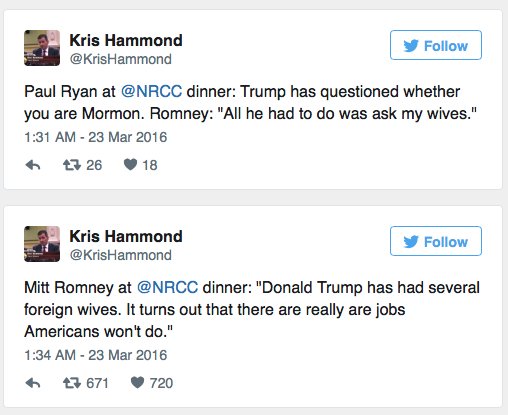 Kris Hammond
@KrisHammond
Follow
Paul Ryan at @NRCC dinner: Trump has questioned whether
you are Mormon. Romney: "All he had to do was ask my wives."
1:31 AM - 23 Mar 2016
26 18
Kris Hammond
@KrisHammond
Follow
Mitt Romney at @NRCC dinner: "Donald Trump has had several
foreign wives. It turns out that there are really are jobs
Americans won't do."
1:34 AM - 23 Mar 2016
671 720